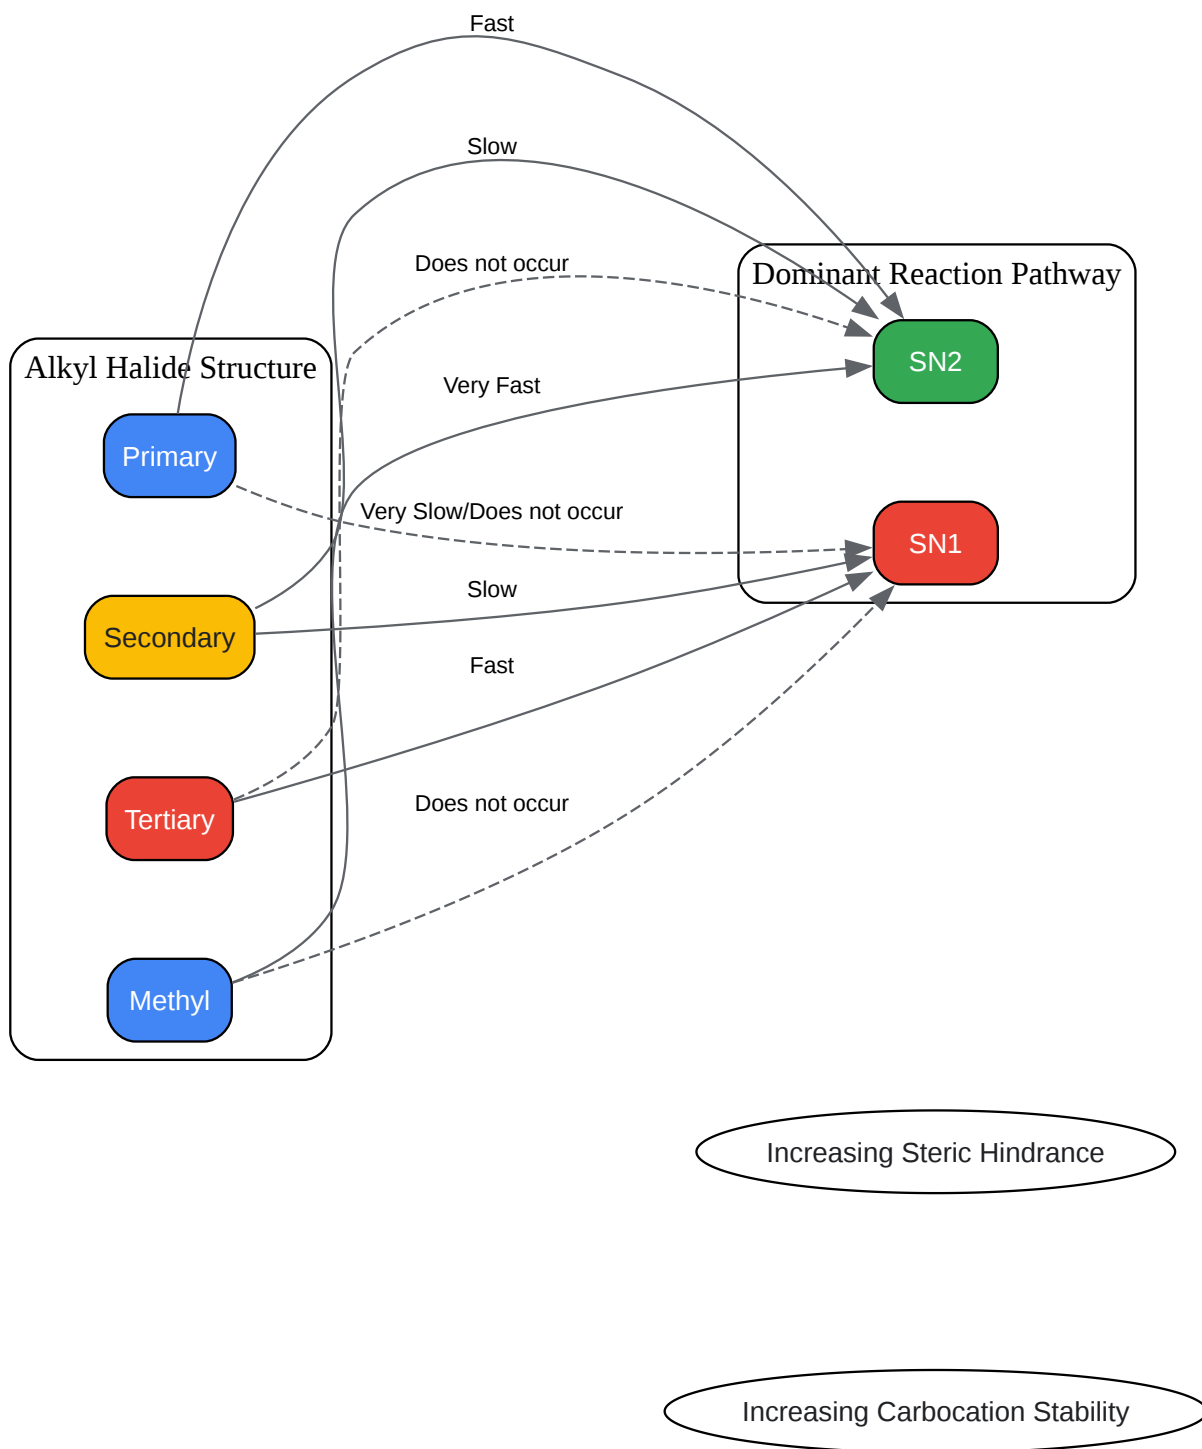 Fast
Slow
Does not occur
Dominant Reaction Pathway
Alkyl Halide Structure
SN2
Very Fast
Primary
Very Slow/Does not occur
SN1
Slow
Secondary
Fast
Does not occur
Tertiary
Methyl
Increasing Steric Hindrance
Increasing Carbocation Stability